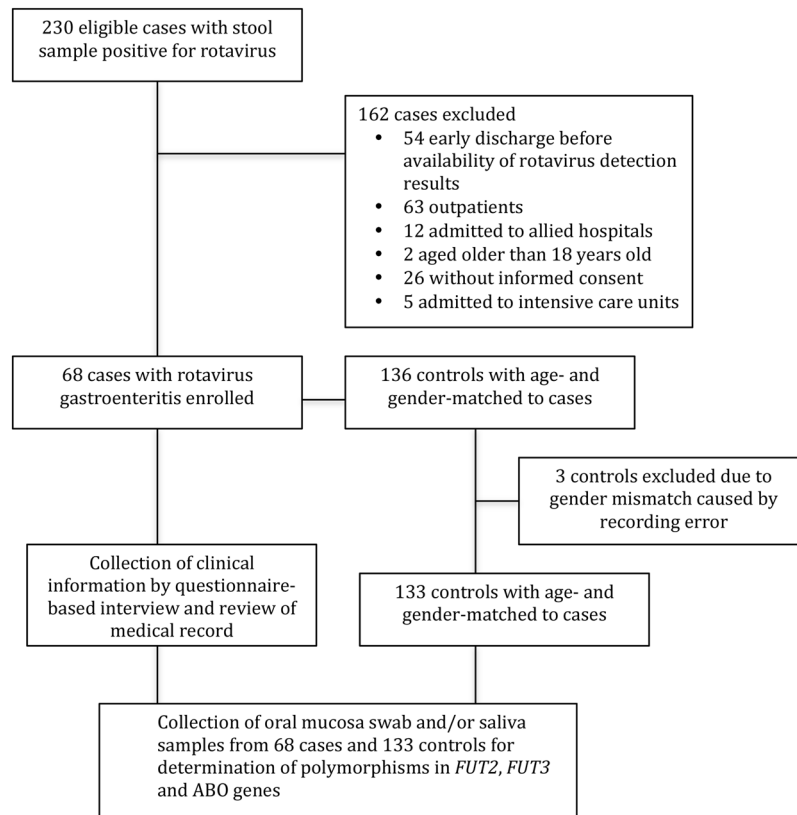 230 eligible cases with stool
sample positive for rotavirus
162 cases excluded
• 54 early discharge before
availability of rotavirus detection
results
• 63 outpatients
• 12 admitted to allied hospitals
• 2 aged older than 18 years old
• 26 without informed consent
• 5 admitted to intensive care units
68 cases with rotavirus
gastroenteritis enrolled
136 controls with age- and
gender-matched to cases
3 controls excluded due to
gender mismatch caused by
recording error
Collection of clinical
information by questionnaire-
based interview and review of
medical record
133 controls with age- and
gender-matched to cases
Collection of oral mucosa swab and/or saliva
samples from 68 cases and 133 controls for
determination of polymorphisms in FUT2, FUT3
and ABO genes